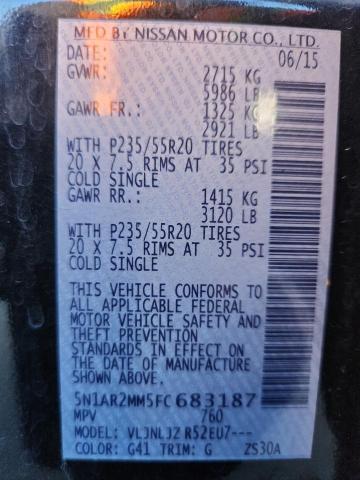 MFD BY NISSAN MOTOR CO., LTD.
DATE: 06/15
GVWR: 2715 KG
5986 LB
GAWR FR.: 1325 KG
2921 LB
WITH P235/55R20 TIRES
20 X 7.5 RIMS AT 35 PSI
COLD SINGLE
GAWR RR.: 1415 KG
3120 LB
WITH P235/55R20 TIRES
20 X 7.5 RIMS AT 35 PSI
COLD SINGLE
THIS VEHICLE CONFORMS TO
ALL APPLICABLE FEDERAL
MOTOR VEHICLE SAFETY AND
THEFT PREVENTION
STANDARDS IN EFFECT ON
THE DATE OF MANUFACTURE
5N1AR2MM5FC683187
MPV 760
MODEL: VLJNLJZ R52EU7---
COLOR: G41 TRIM: G ZS30A